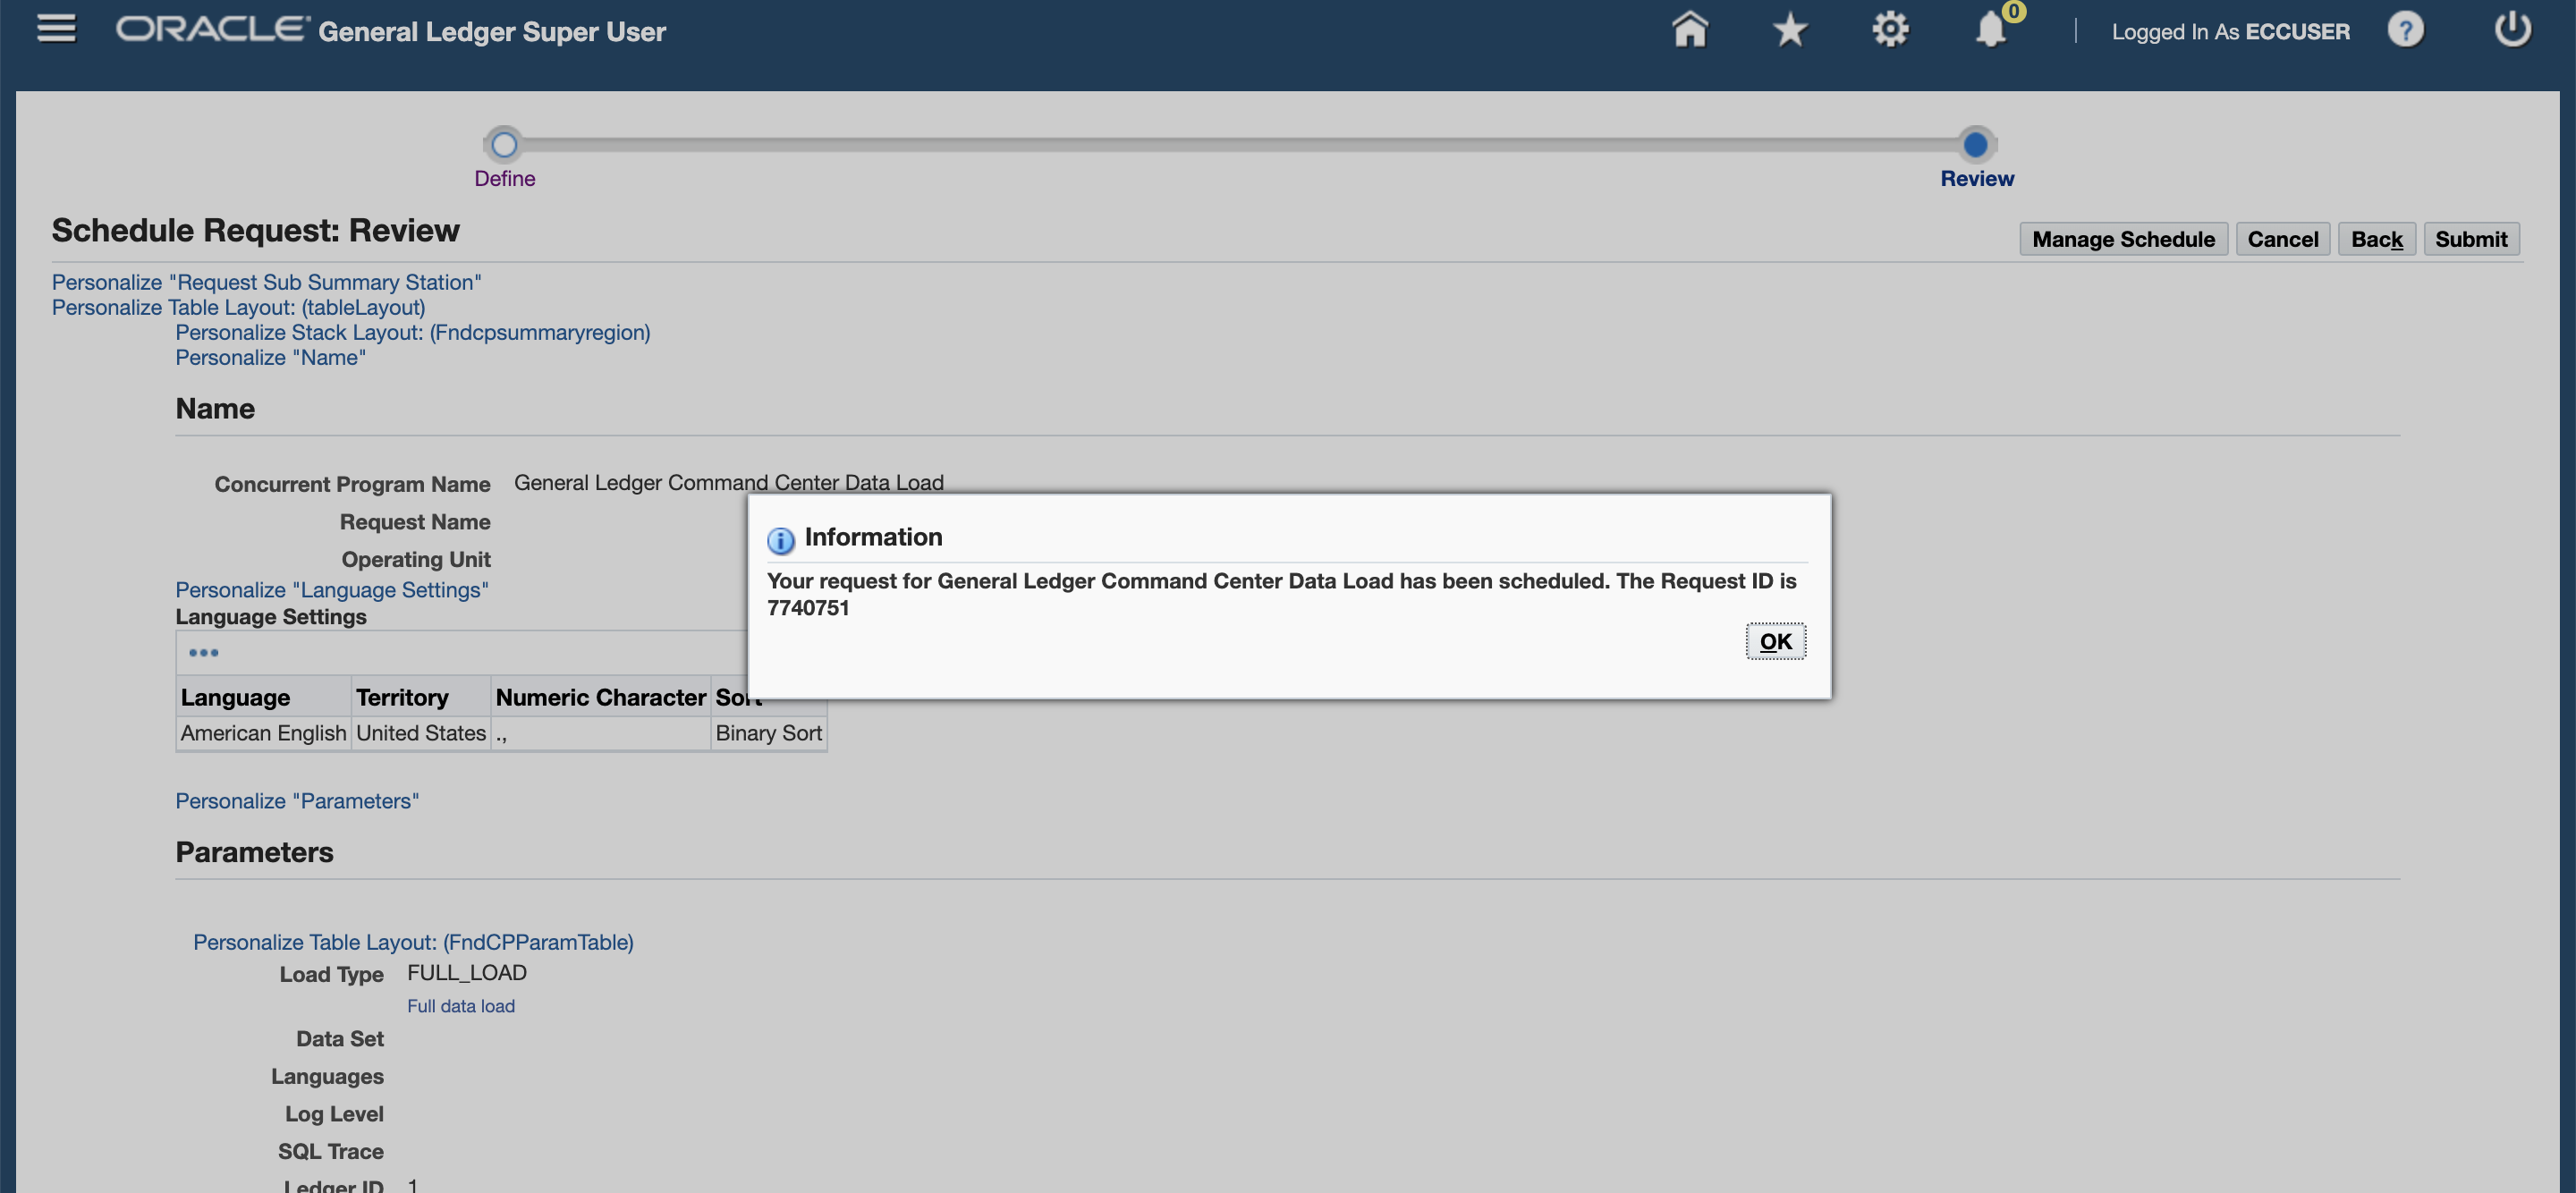 ORACLE General Ledger Super User
0
Logged In As ECCUSER
?
Define
Review
Schedule Request: Review
Manage Schedule
Cancel
Back
Submit
Personalize "Request Sub Summary Station"
Personalize Table Layout: (tableLayout)
Personalize Stack Layout: (Fndcpsummaryregion)
Personalize "Name"
Name
Concurrent Program Name General Ledger Command Center Data Load
Request Name
Operating Unit
Information
Your request for General Ledger Command Center Data Load has been scheduled. The Request ID is
7740751
OK
Personalize "Language Settings"
Language Settings
Language Territory Numeric Character Sort
American English United States ., Binary Sort
Personalize "Parameters"
Parameters
Personalize Table Layout: (FndCPParamTable)
Load Type FULL_LOAD
Full data load
Data Set
Languages
Log Level
SQL Trace
Ledger ID 1